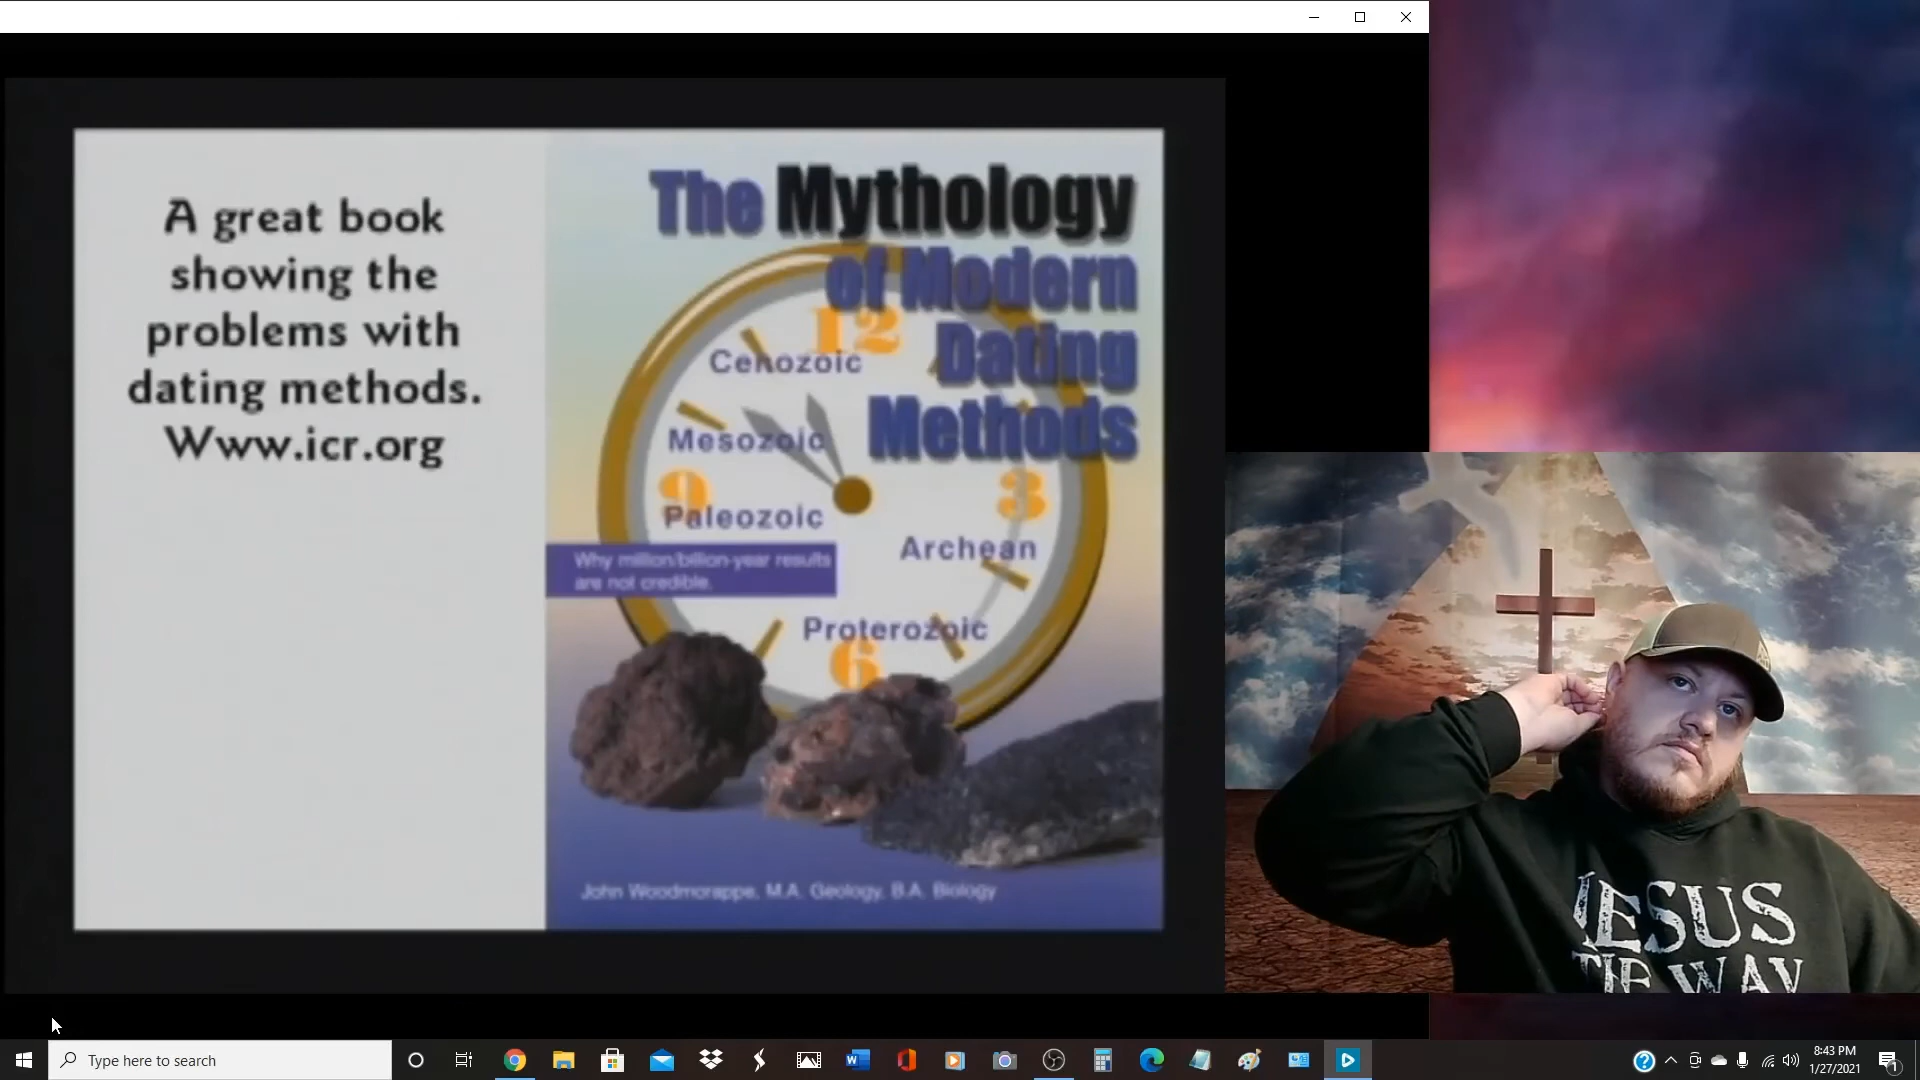 A great book
showing the
problems with
dating methods.
Www.icr.org
The Mythology
of Modern
Dating
Methods
12
Cenozoic
Mesozoic
9
3
Paleozoic
Archean
Why million/billion-year results
are not credible.
Proterozoic
6
John Woodmorappe, M.A. Geology, B.A. Biology
JESUS
THE WAY
Type here to search
8:43 PM
1/27/2021
1